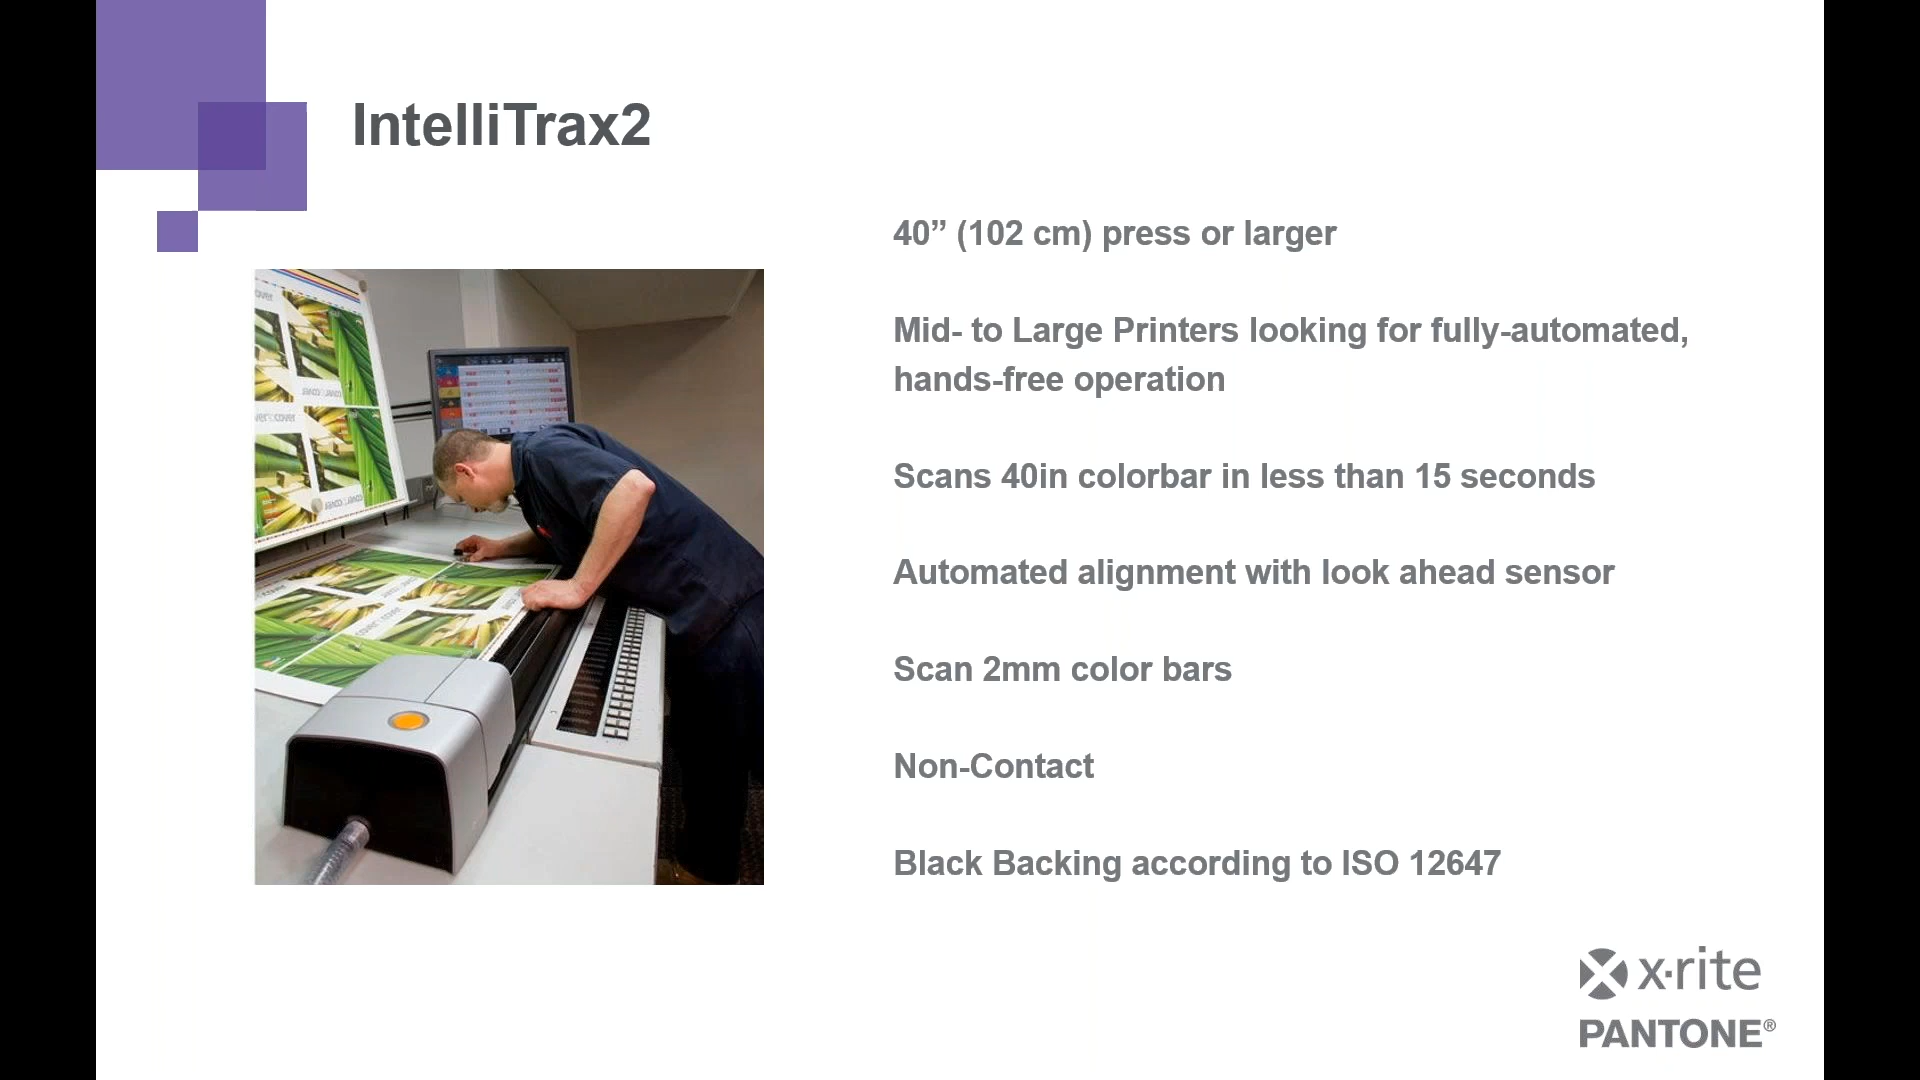 IntelliTrax2
40” (102 cm) press or larger
Mid- to Large Printers looking for fully-automated,
hands-free operation
Scans 40in colorbar in less than 15 seconds
Automated alignment with look ahead sensor
Scan 2mm color bars
Non-Contact
Black Backing according to ISO 12647
x·rite
PANTONE®